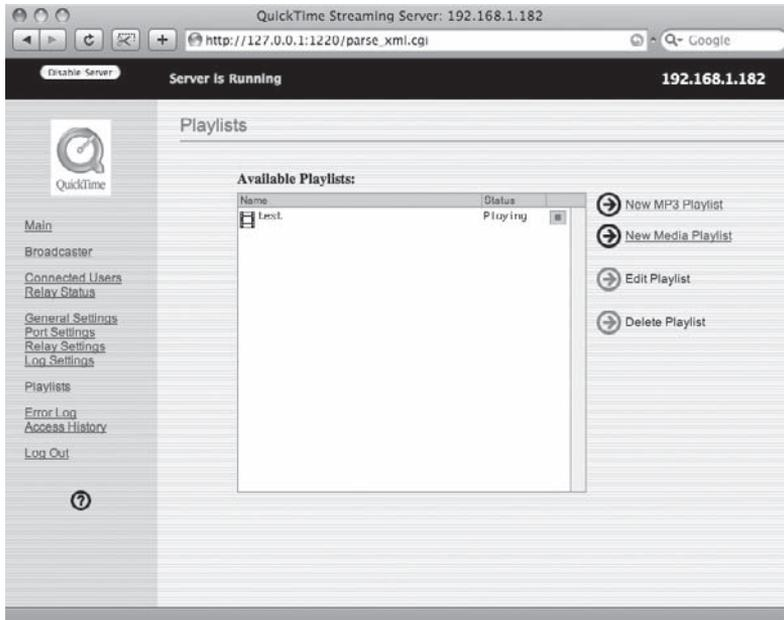 QuickTime Streaming Server: 192.168.1.182
http://127.0.0.1:1220/parse_xml.cgi
Google
Disable Server
Server is Running
192.168.1.182
QuickTime
Main
Broadcaster
Connected Users
Relay Status
General Settings
Port Settings
Relay Settings
Log Settings
Playlists
Error Log
Access History
Log Out
?
Playlists
Available Playlists:
Name Status
test Playing
New MP3 Playlist
New Media Playlist
Edit Playlist
Delete Playlist